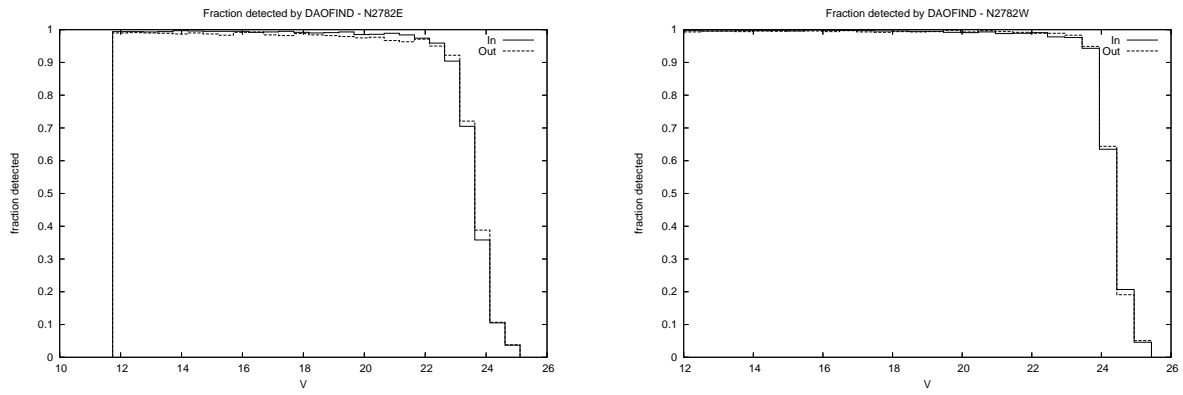 Fraction detected by DAOFIND - N2782E
1
0.9
0.8
0.7
0.6
0.5
0.4
0.3
0.2
0.1
0
fraction detected
10 12 14 16 18 20 22 24 26
V
In
Out
Fraction detected by DAOFIND - N2782W
1
0.9
0.8
0.7
0.6
0.5
0.4
0.3
0.2
0.1
0
fraction detected
12 14 16 18 20 22 24 26
V
In
Out